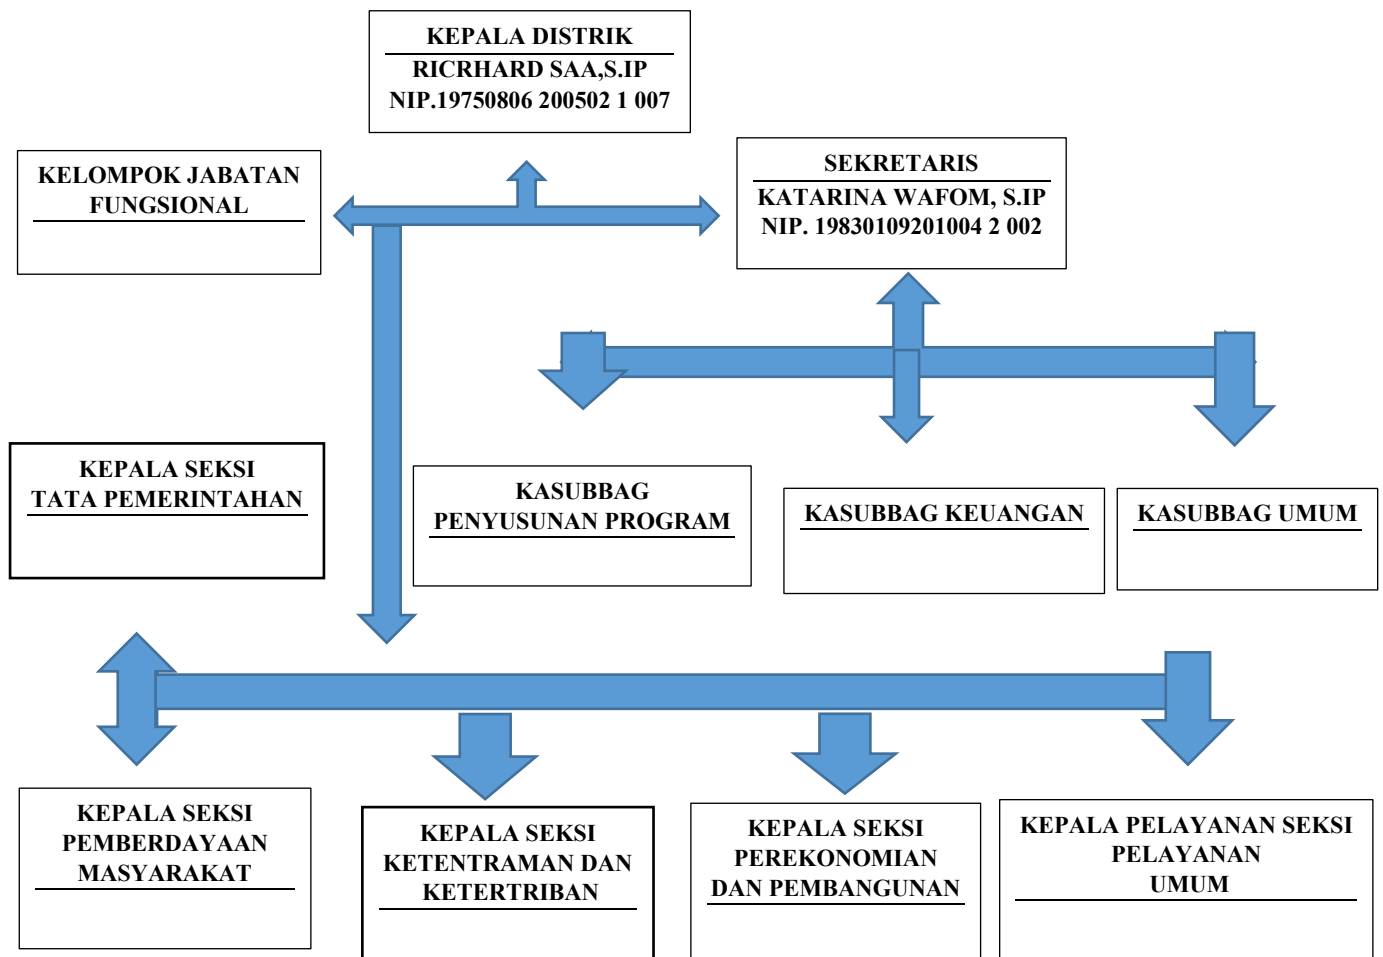 KEPALA DISTRIK
RICRHARD SAA,S.IP
NIP.19750806 200502 1 007
KELOMPOK JABATAN
FUNGSIONAL
SEKRETARIS
KATARINA WAFOM, S.IP
NIP. 19830109201004 2 002
KEPALA SEKSI
TATA PEMERINTAHAN
KASUBBAG
PENYUSUNAN PROGRAM
KASUBBAG KEUANGAN
KASUBBAG UMUM
KEPALA SEKSI
PEMBERDAYAAN
MASYARAKAT
KEPALA SEKSI
KETENTRAMAN DAN
KETERTRIBAN
KEPALA SEKSI
PEREKONOMIAN
DAN PEMBANGUNAN
KEPALA PELAYANAN SEKSI
PELAYANAN
UMUM